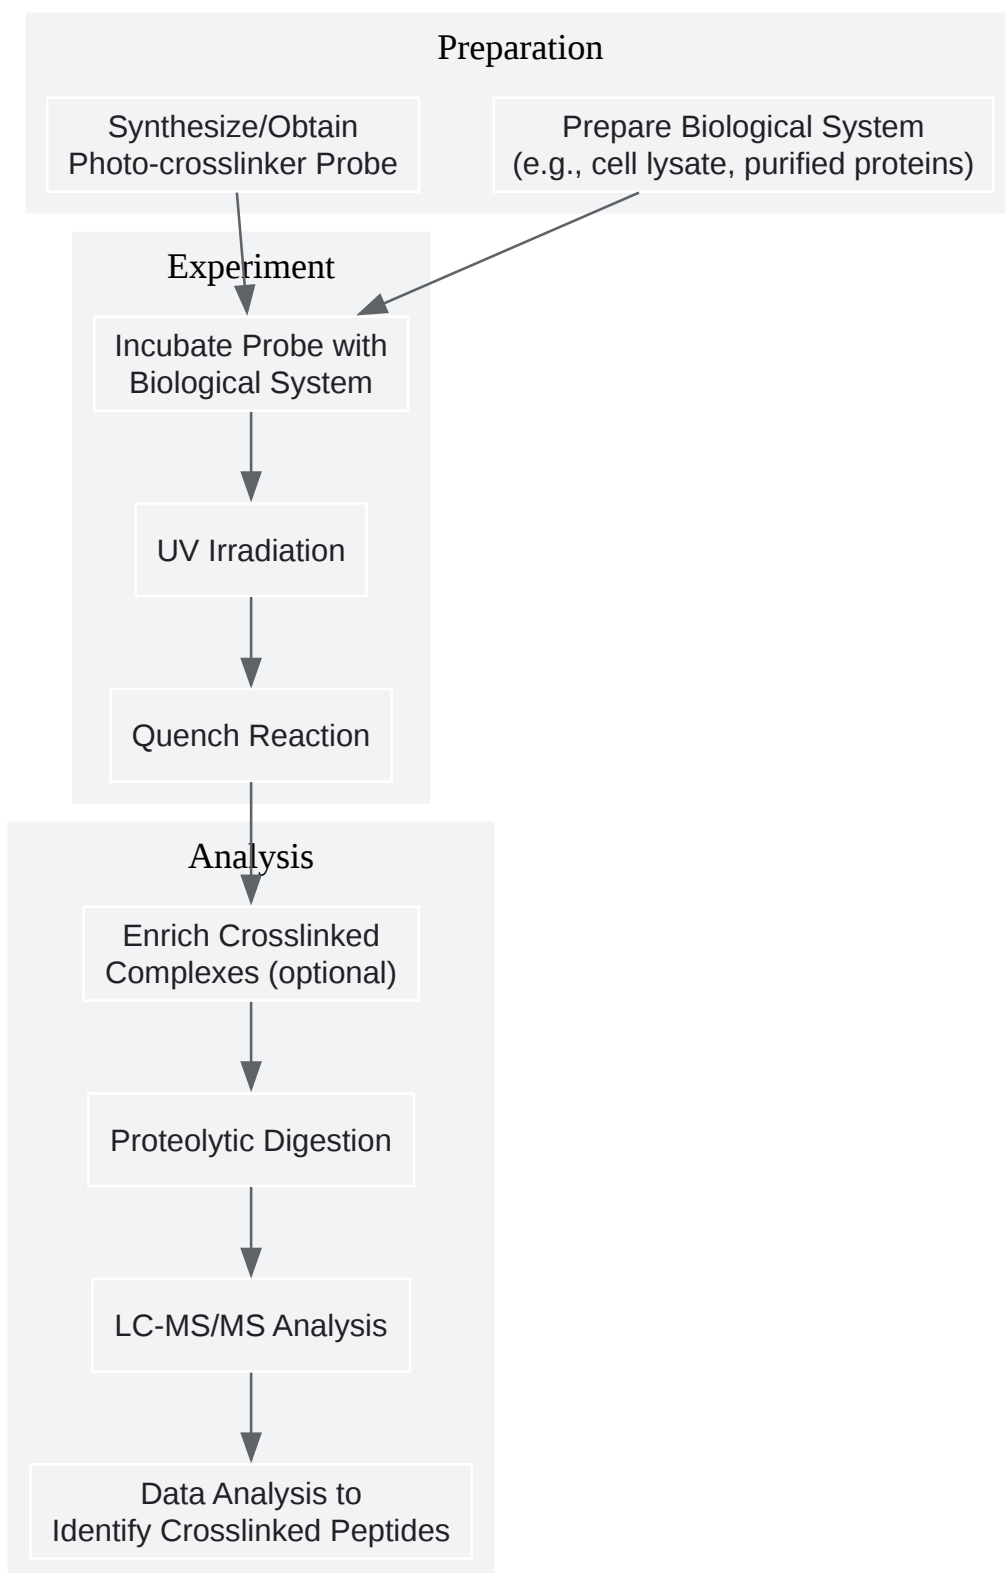 Preparation
Synthesize/Obtain
Photo-crosslinker Probe
Prepare Biological System
(e.g., cell lysate, purified proteins)
Experiment
Incubate Probe with
Biological System
UV Irradiation
Quench Reaction
Analysis
Enrich Crosslinked
Complexes (optional)
Proteolytic Digestion
LC-MS/MS Analysis
Data Analysis to
Identify Crosslinked Peptides